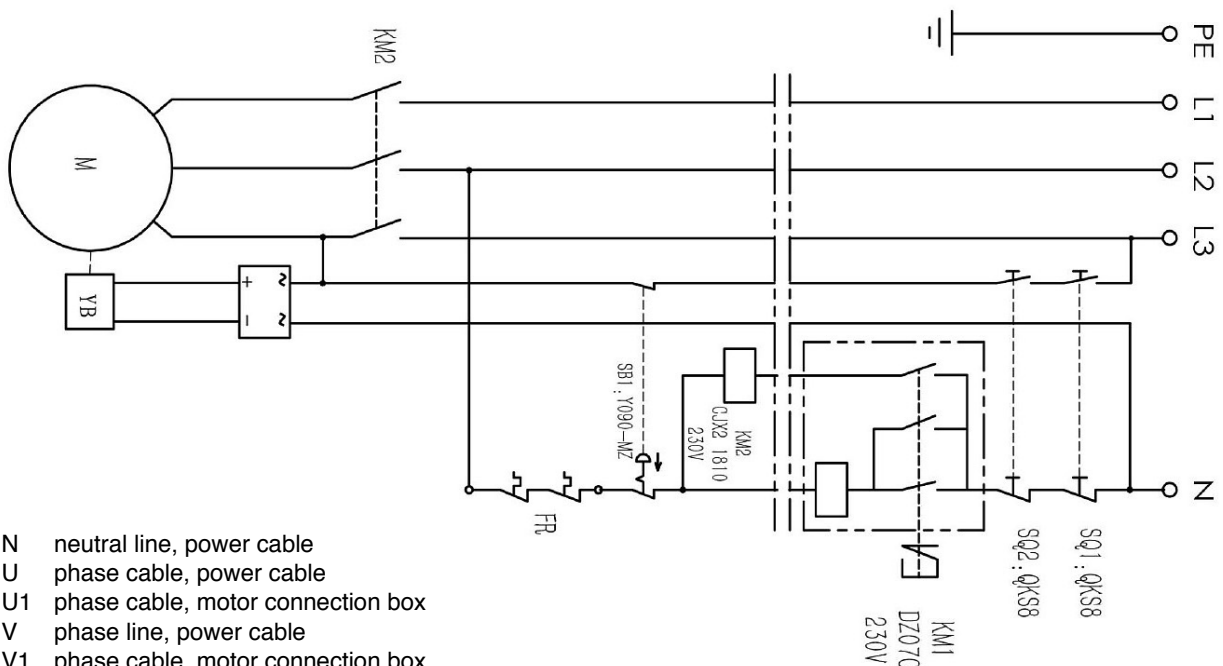 PE
L1
L2
L3
N
KM2
M
YB
+
~
−
~
SB1; Y090-MZ
KM2
CJX2 1810
230V
FR
SQ1; QKS8
SQ2; QKS8
KM1
230V
N neutral line, power cable
U phase cable, power cable
U1 phase cable, motor connection box
V phase line, power cable
V1 phase cable, motor connection box